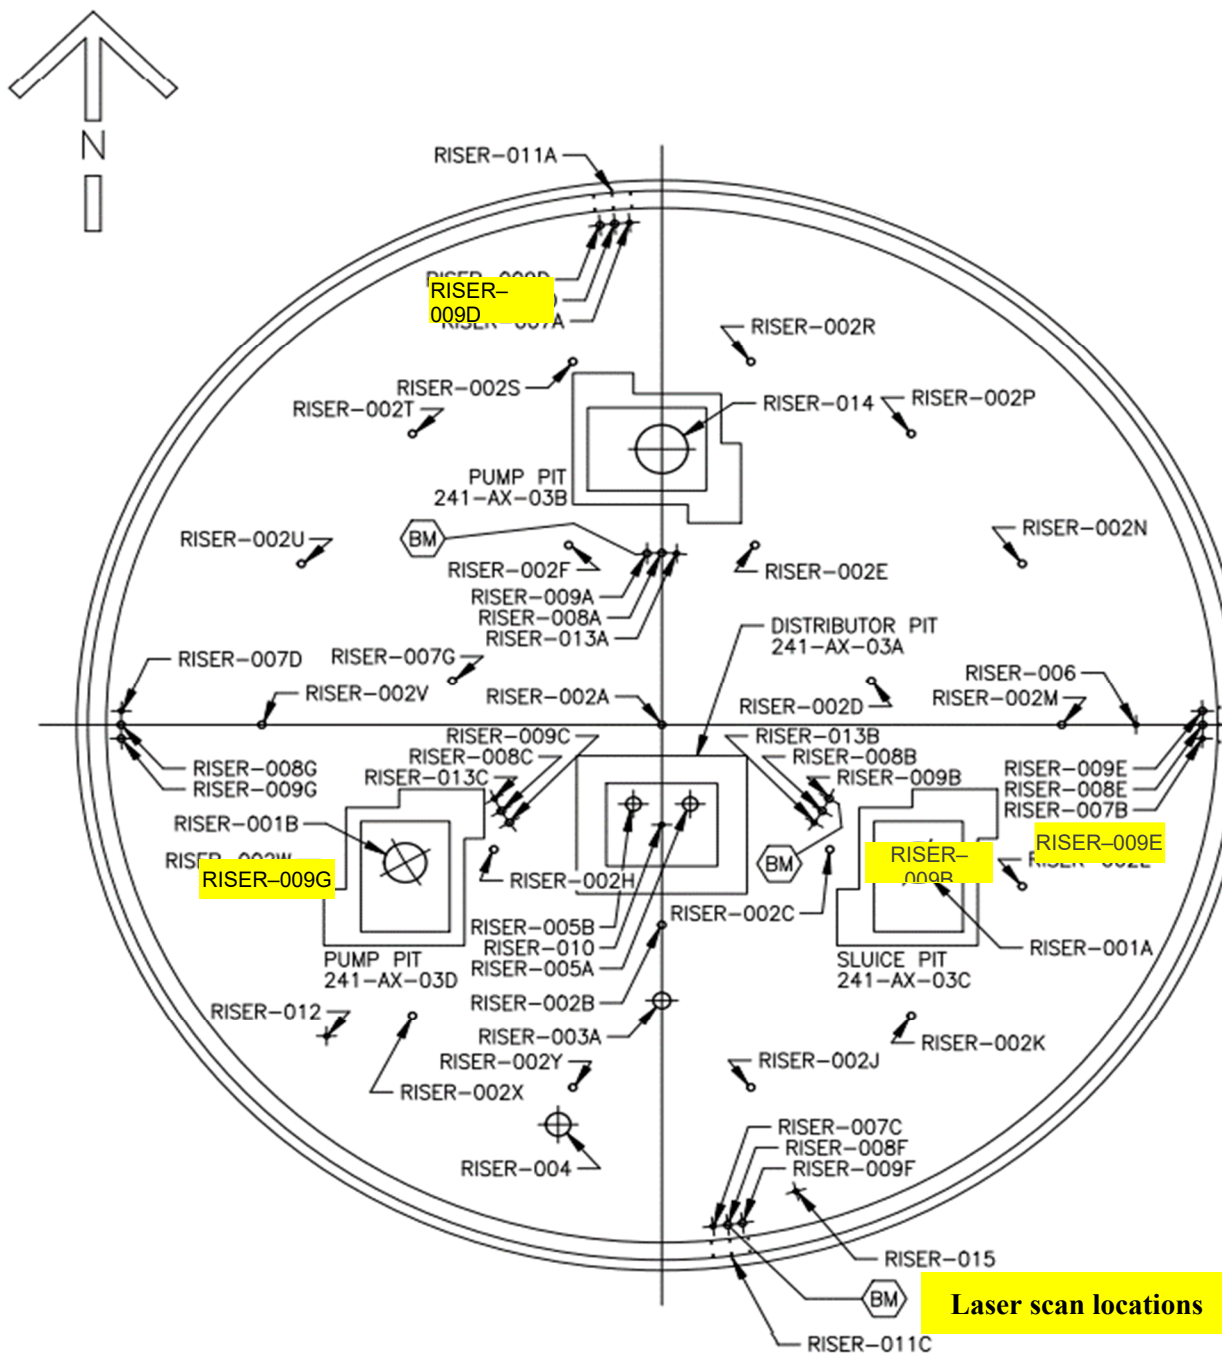 N
RISER-011A
RISER–
009D
RISER-007A
RISER-002R
RISER-002S
RISER-014
RISER-002P
RISER-002T
PUMP PIT
241-AX-03B
RISER-002U
BM
RISER-002N
RISER-002F
RISER-002E
RISER-009A
RISER-008A
RISER-013A
DISTRIBUTOR PIT
241-AX-03A
RISER-007D
RISER-007G
RISER-006
RISER-002V
RISER-002A
RISER-002M
RISER-002D
RISER-009C
RISER-013B
RISER-008C
RISER-008B
RISER-013C
RISER-009B
RISER-008G
RISER-009G
RISER-009E
RISER-008E
RISER-007B
RISER-001B
RISER–009E
RISER–
009B
BM
RISER–009G
RISER-002H
RISER-002C
RISER-005B
RISER-010
RISER-005A
RISER-001A
PUMP PIT
241-AX-03D
SLUICE PIT
241-AX-03C
RISER-002B
RISER-012
RISER-003A
RISER-002K
RISER-002Y
RISER-002J
RISER-002X
RISER-007C
RISER-008F
RISER-009F
RISER-004
RISER-015
BM
Laser scan locations
RISER-011C